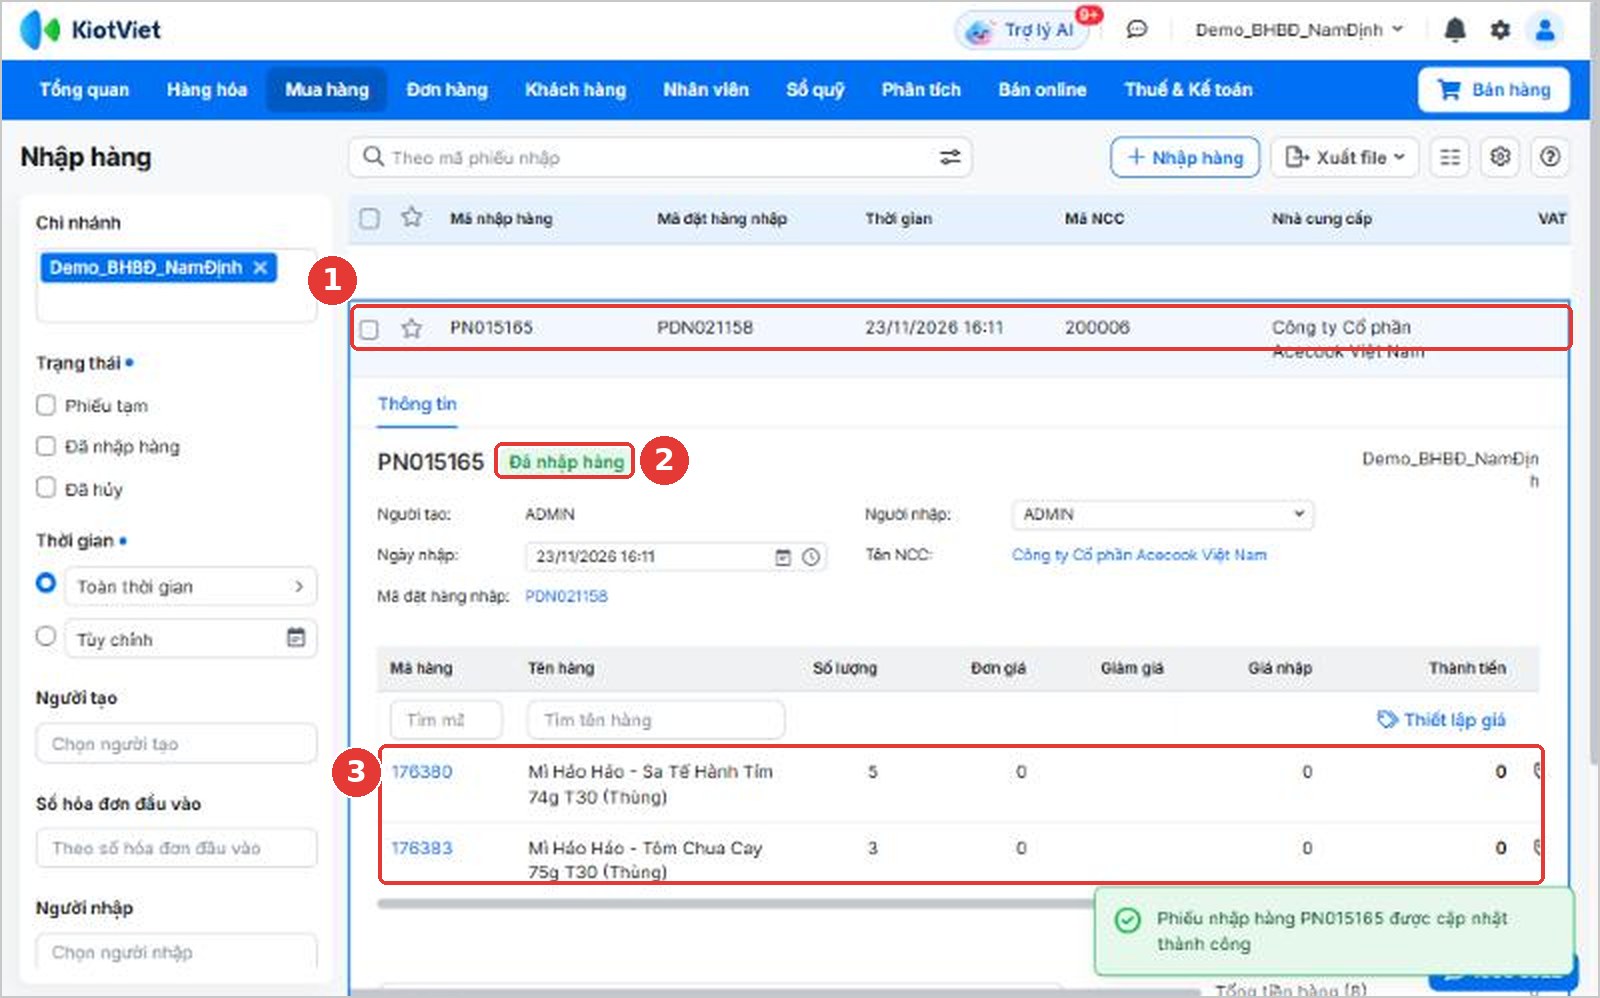 KiotViet
Trợ lý AI
9+
Demo_BHBĐ_NamĐịnh
Tổng quan
Hàng hóa
Mua hàng
Đơn hàng
Khách hàng
Nhân viên
Sổ quỹ
Phân tích
Bán online
Thuế & Kế toán
Bán hàng
Nhập hàng
Theo mã phiếu nhập
+ Nhập hàng
Xuất file
Chi nhánh
Demo_BHBĐ_NamĐịnh
Trạng thái
Phiếu tạm
Đã nhập hàng
Đã hủy
Thời gian
Toàn thời gian
Tùy chỉnh
Người tạo
Chọn người tạo
Số hóa đơn đầu vào
Theo số hóa đơn đầu vào
Người nhập
Chọn người nhập
Mã nhập hàng
Mã đặt hàng nhập
Thời gian
Mã NCC
Nhà cung cấp
VAT
1
PN015165
PDN021158
23/11/2026 16:11
200006
Công ty Cổ phần
Acecook Việt Nam
Thông tin
PN015165
Đã nhập hàng
2
Demo_BHBĐ_NamĐịn
h
Người tạo:
ADMIN
Người nhập:
ADMIN
Ngày nhập:
23/11/2026 16:11
Tên NCC:
Công ty Cổ phần Acecook Việt Nam
Mã đặt hàng nhập:
PDN021158
Mã hàng
Tên hàng
Số lượng
Đơn giá
Giảm giá
Giá nhập
Thành tiền
Tìm mã
Tìm tên hàng
Thiết lập giá
3
176380
Mì Hảo Hảo - Sa Tế Hành Tím
74g T30 (Thùng)
5
0
0
0
176383
Mì Hảo Hảo - Tôm Chua Cay
75g T30 (Thùng)
3
0
0
0
Phiếu nhập hàng PN015165 được cập nhật
thành công
Tổng tiền hàng (8)